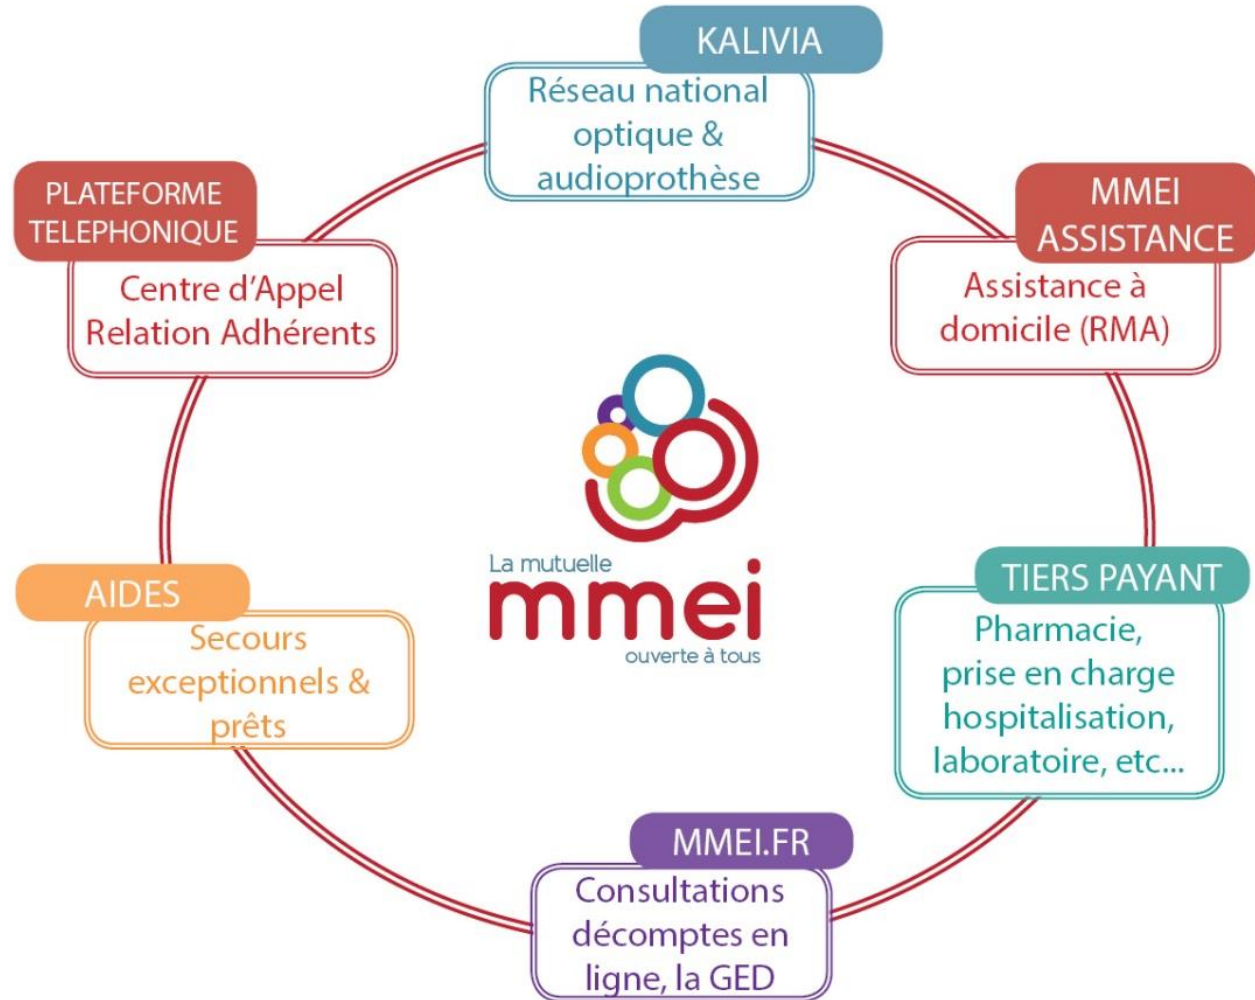 KALIVIA
Réseau national
optique &
audioprothèse
MMEI
ASSISTANCE
Assistance à
domicile (RMA)
TIERS PAYANT
Pharmacie,
prise en charge
hospitalisation,
laboratoire, etc...
MMEI.FR
Consultations
décomptes en
ligne, la GED
AIDES
Secours
exceptionnels &
prêts
PLATEFORME
TELEPHONIQUE
Centre d'Appel
Relation Adhérents
La mutuelle
mmei
ouverte à tous